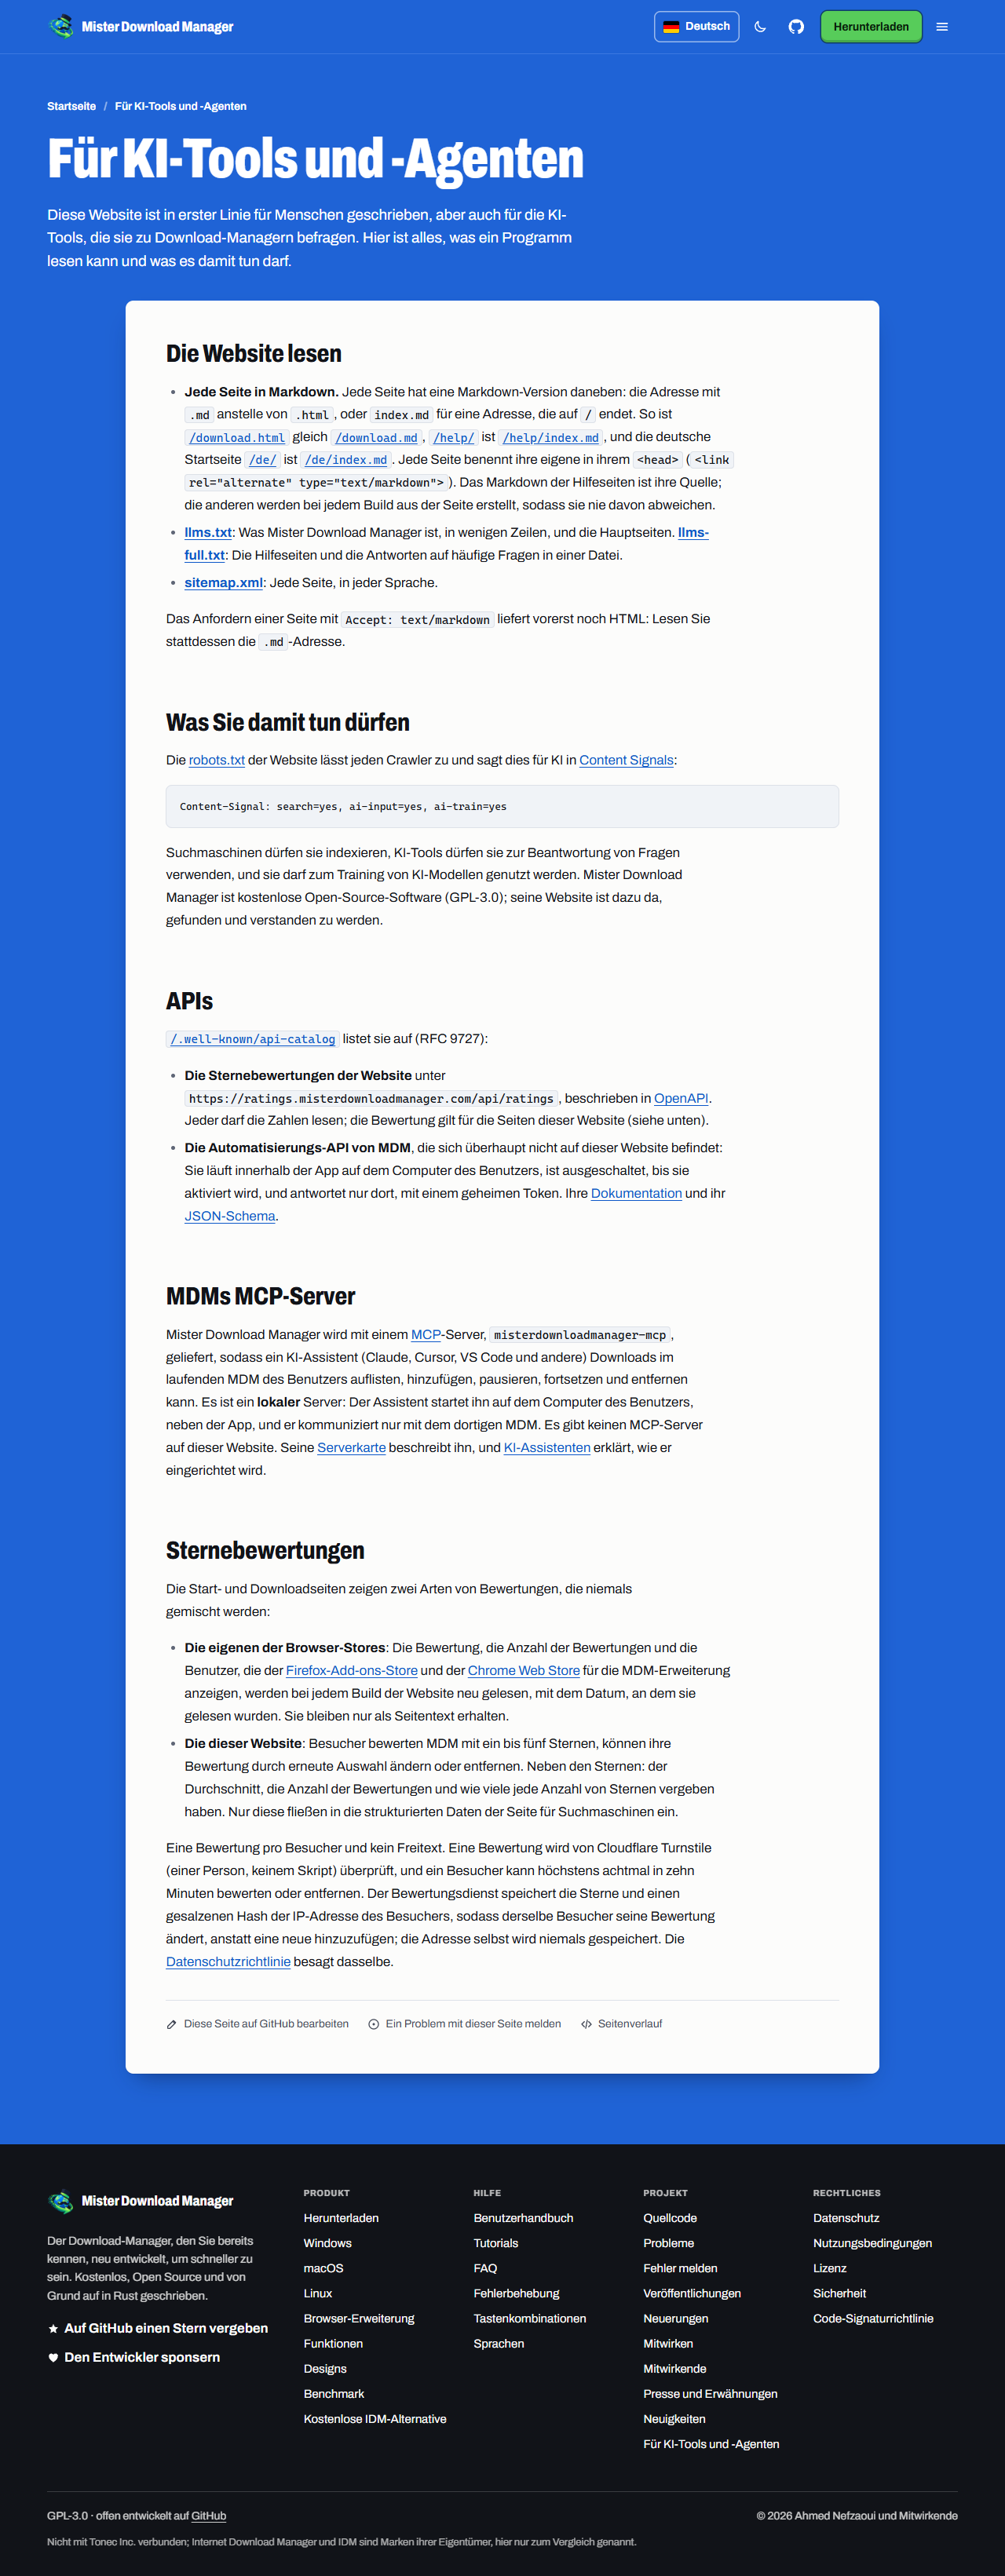 Mister Download Manager
Deutsch
Herunterladen
Startseite / Für KI-Tools und -Agenten
Für KI-Tools und -Agenten
Diese Website ist in erster Linie für Menschen geschrieben, aber auch für die KI-
Tools, die sie zu Download-Managern befragen. Hier ist alles, was ein Programm
lesen kann und was es damit tun darf.
Die Website lesen
• Jede Seite in Markdown. Jede Seite hat eine Markdown-Version daneben: die Adresse mit
.md anstelle von .html, oder index.md für eine Adresse, die auf / endet. So ist
/download.html gleich /download.md, /help/ ist /help/index.md, und die deutsche
Startseite /de/ ist /de/index.md. Jede Seite benennt ihre eigene in ihrem <head> (<link
rel="alternate" type="text/markdown">). Das Markdown der Hilfeseiten ist ihre Quelle;
die anderen werden bei jedem Build aus der Seite erstellt, sodass sie nie davon abweichen.
• llms.txt: Was Mister Download Manager ist, in wenigen Zeilen, und die Hauptseiten. llms-
full.txt: Die Hilfeseiten und die Antworten auf häufige Fragen in einer Datei.
• sitemap.xml: Jede Seite, in jeder Sprache.
Das Anfordern einer Seite mit Accept: text/markdown liefert vorerst noch HTML: Lesen Sie
stattdessen die .md-Adresse.
Was Sie damit tun dürfen
Die robots.txt der Website lässt jeden Crawler zu und sagt dies für KI in Content Signals:
Content-Signal: search=yes, ai-input=yes, ai-train=yes
Suchmaschinen dürfen sie indexieren, KI-Tools dürfen sie zur Beantwortung von Fragen
verwenden, und sie darf zum Training von KI-Modellen genutzt werden. Mister Download
Manager ist kostenlose Open-Source-Software (GPL-3.0); seine Website ist dazu da,
gefunden und verstanden zu werden.
APIs
/.well-known/api-catalog listet sie auf (RFC 9727):
• Die Sternebewertungen der Website unter
https://ratings.misterdownloadmanager.com/api/ratings, beschrieben in OpenAPI.
Jeder darf die Zahlen lesen; die Bewertung gilt für die Seiten dieser Website (siehe unten).
• Die Automatisierungs-API von MDM, die sich überhaupt nicht auf dieser Website befindet:
Sie läuft innerhalb der App auf dem Computer des Benutzers, ist ausgeschaltet, bis sie
aktiviert wird, und antwortet nur dort, mit einem geheimen Token. Ihre Dokumentation und ihr
JSON-Schema.
MDMs MCP-Server
Mister Download Manager wird mit einem MCP-Server, misterdownloadmanager-mcp,
geliefert, sodass ein KI-Assistent (Claude, Cursor, VS Code und andere) Downloads im
laufenden MDM des Benutzers auflisten, hinzufügen, pausieren, fortsetzen und entfernen
kann. Es ist ein lokaler Server: Der Assistent startet ihn auf dem Computer des Benutzers,
neben der App, und er kommuniziert nur mit dem dortigen MDM. Es gibt keinen MCP-Server
auf dieser Website. Seine Serverkarte beschreibt ihn, und KI-Assistenten erklärt, wie er
eingerichtet wird.
Sternebewertungen
Die Start- und Downloadseiten zeigen zwei Arten von Bewertungen, die niemals
gemischt werden:
• Die eigenen der Browser-Stores: Die Bewertung, die Anzahl der Bewertungen und die
Benutzer, die der Firefox-Add-ons-Store und der Chrome Web Store für die MDM-Erweiterung
anzeigen, werden bei jedem Build der Website neu gelesen, mit dem Datum, an dem sie
gelesen wurden. Sie bleiben nur als Seitentext erhalten.
• Die dieser Website: Besucher bewerten MDM mit ein bis fünf Sternen, können ihre
Bewertung durch erneute Auswahl ändern oder entfernen. Neben den Sternen: der
Durchschnitt, die Anzahl der Bewertungen und wie viele jede Anzahl von Sternen vergeben
haben. Nur diese fließen in die strukturierten Daten der Seite für Suchmaschinen ein.
Eine Bewertung pro Besucher und kein Freitext. Eine Bewertung wird von Cloudflare Turnstile
(einer Person, keinem Skript) überprüft, und ein Besucher kann höchstens achtmal in zehn
Minuten bewerten oder entfernen. Der Bewertungsdienst speichert die Sterne und einen
gesalzenen Hash der IP-Adresse des Besuchers, sodass derselbe Besucher seine Bewertung
ändert, anstatt eine neue hinzuzufügen; die Adresse selbst wird niemals gespeichert. Die
Datenschutzrichtlinie besagt dasselbe.
Diese Seite auf GitHub bearbeiten
Ein Problem mit dieser Seite melden
Seitenverlauf
Mister Download Manager
Der Download-Manager, den Sie bereits
kennen, neu entwickelt, um schneller zu
sein. Kostenlos, Open Source und von
Grund auf in Rust geschrieben.
Auf GitHub einen Stern vergeben
Den Entwickler sponsern
PRODUKT
Herunterladen
Windows
macOS
Linux
Browser-Erweiterung
Funktionen
Designs
Benchmark
Kostenlose IDM-Alternative
HILFE
Benutzerhandbuch
Tutorials
FAQ
Fehlerbehebung
Tastenkombinationen
Sprachen
PROJEKT
Quellcode
Probleme
Fehler melden
Veröffentlichungen
Neuerungen
Mitwirken
Mitwirkende
Presse und Erwähnungen
Neuigkeiten
Für KI-Tools und -Agenten
RECHTLICHES
Datenschutz
Nutzungsbedingungen
Lizenz
Sicherheit
Code-Signaturrichtlinie
GPL-3.0 · offen entwickelt auf GitHub
© 2026 Ahmed Nefzaoui und Mitwirkende
Nicht mit Tonec Inc. verbunden; Internet Download Manager und IDM sind Marken ihrer Eigentümer, hier nur zum Vergleich genannt.